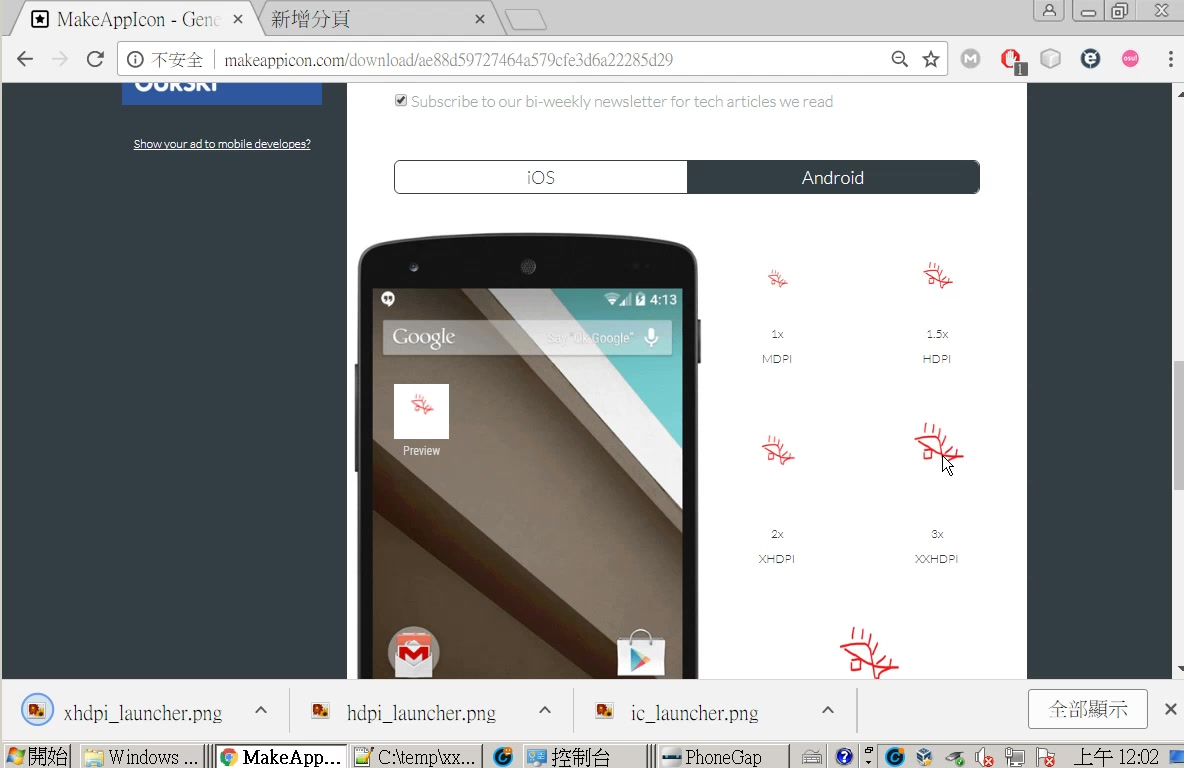 MakeAppIcon - Gene
新增分頁
不安全
makeappicon.com/download/ae88d59727464a579cfe3d6a22285d29
1
osu!
OURSKY
Show your ad to mobile developes?
Subscribe to our bi-weekly newsletter for tech articles we read
iOS
Android
4:13
Google
Say "Ok Google"
Preview
1x
MDPI
1.5x
HDPI
2x
XHDPI
3x
XXHDPI
xhdpi_launcher.png
hdpi_launcher.png
ic_launcher.png
全部顯示
開始
Windows ...
MakeApp...
C:\temp\xx...
控制台
PhoneGap
上午 12:02